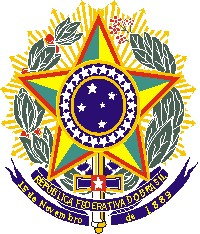 REPÚBLICA FEDERATIVA DO BRASIL
15 de Novembro de 1889